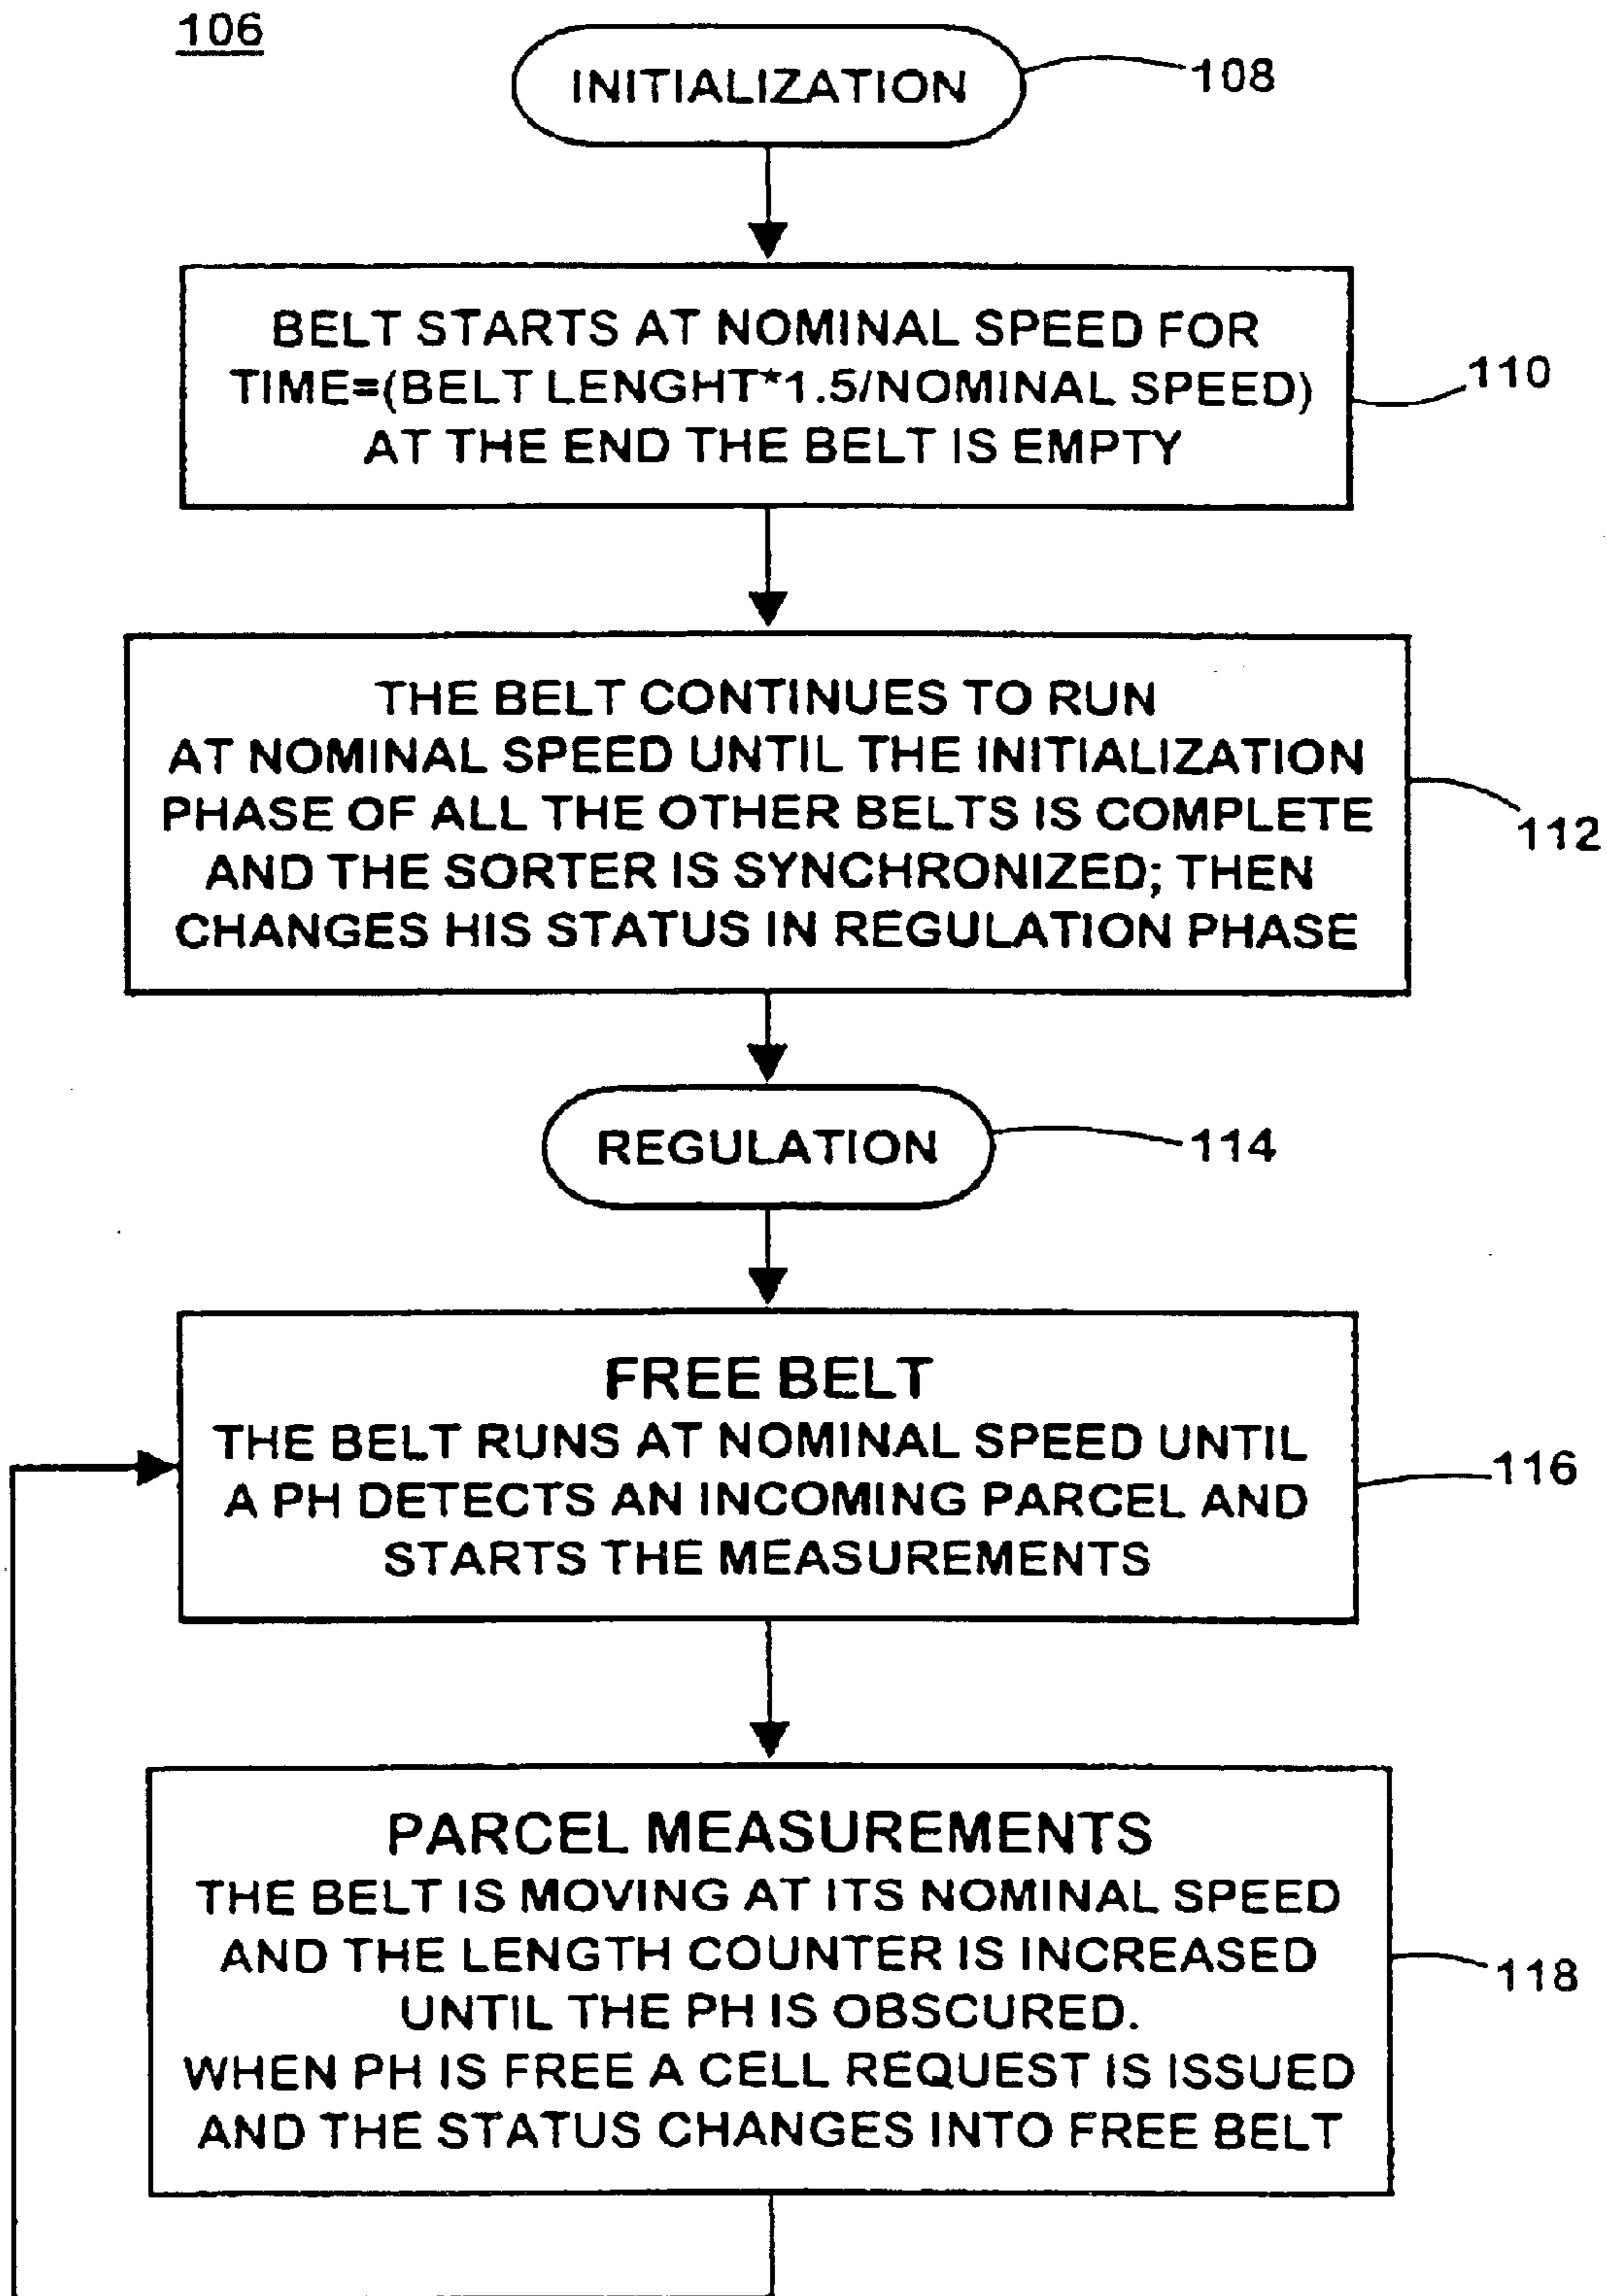 106
INITIALIZATION
108
BELT STARTS AT NOMINAL SPEED FOR
TIME=(BELT LENGHT*1.5/NOMINAL SPEED)
AT THE END THE BELT IS EMPTY
110
THE BELT CONTINUES TO RUN
AT NOMINAL SPEED UNTIL THE INITIALIZATION
PHASE OF ALL THE OTHER BELTS IS COMPLETE
AND THE SORTER IS SYNCHRONIZED; THEN
CHANGES HIS STATUS IN REGULATION PHASE
112
REGULATION
114
FREE BELT
THE BELT RUNS AT NOMINAL SPEED UNTIL
A PH DETECTS AN INCOMING PARCEL AND
STARTS THE MEASUREMENTS
116
PARCEL MEASUREMENTS
THE BELT IS MOVING AT ITS NOMINAL SPEED
AND THE LENGTH COUNTER IS INCREASED
UNTIL THE PH IS OBSCURED.
WHEN PH IS FREE A CELL REQUEST IS ISSUED
AND THE STATUS CHANGES INTO FREE BELT
118